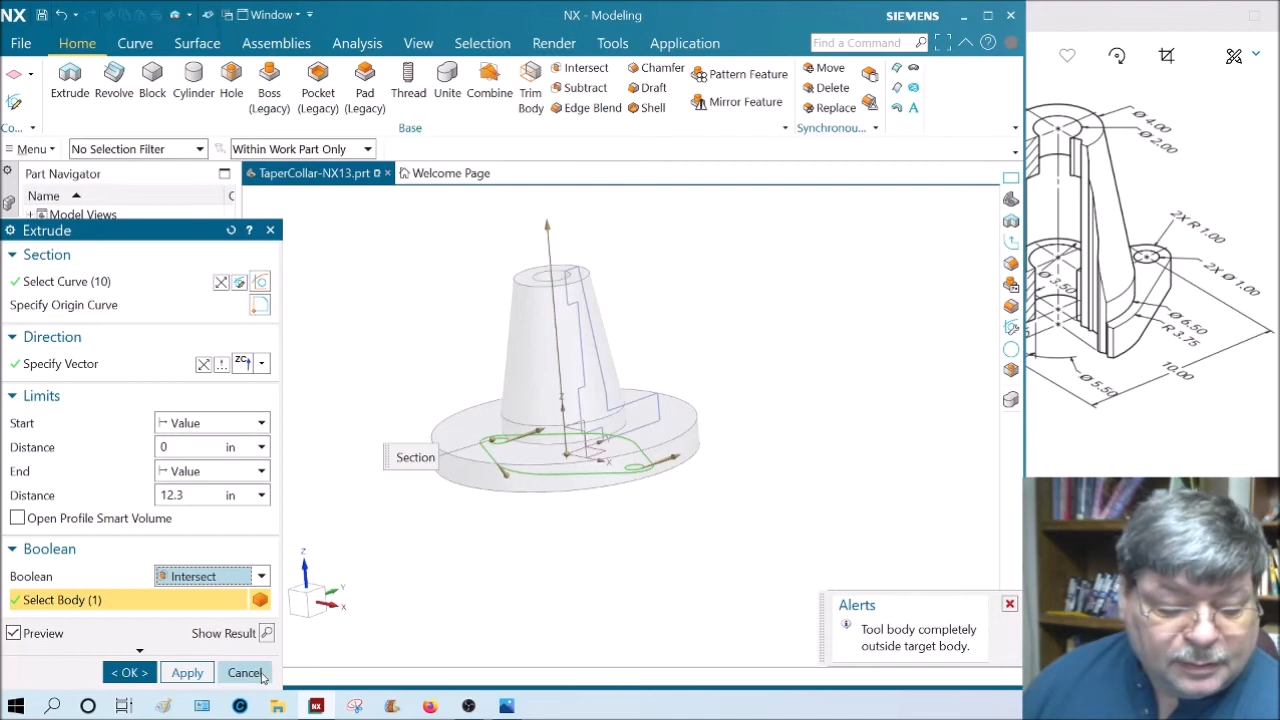 NX
Window
NX - Modeling
SIEMENS
File
Home
Curve
Surface
Assemblies
Analysis
View
Selection
Render
Tools
Application
Find a Command
Extrude
Revolve
Block
Cylinder
Hole
Boss
(Legacy)
Pocket
(Legacy)
Pad
(Legacy)
Thread
Unite
Combine
Trim
Body
Intersect
Subtract
Edge Blend
Chamfer
Draft
Shell
Pattern Feature
Mirror Feature
Move
Delete
Replace
Co...
Base
Synchronou...
Menu
No Selection Filter
Within Work Part Only
Part Navigator
TaperCollar-NX13.prt
Welcome Page
Name
C
Model Views
Extrude
Section
Select Curve (10)
Specify Origin Curve
Direction
Specify Vector
ZC
Limits
Start
Value
Distance
0
in
End
Value
Distance
12.3
in
Open Profile Smart Volume
Boolean
Boolean
Intersect
Select Body (1)
Preview
Show Result
< OK >
Apply
Cancel
Section
Z
Y
X
Z
Y
X
Alerts
Tool body completely
outside target body.
Ø 4.00
Ø 2.00
2X R 1.00
2X Ø 1.00
Ø 3.50
Ø 6.50
R 3.75
10.00
Ø 5.50